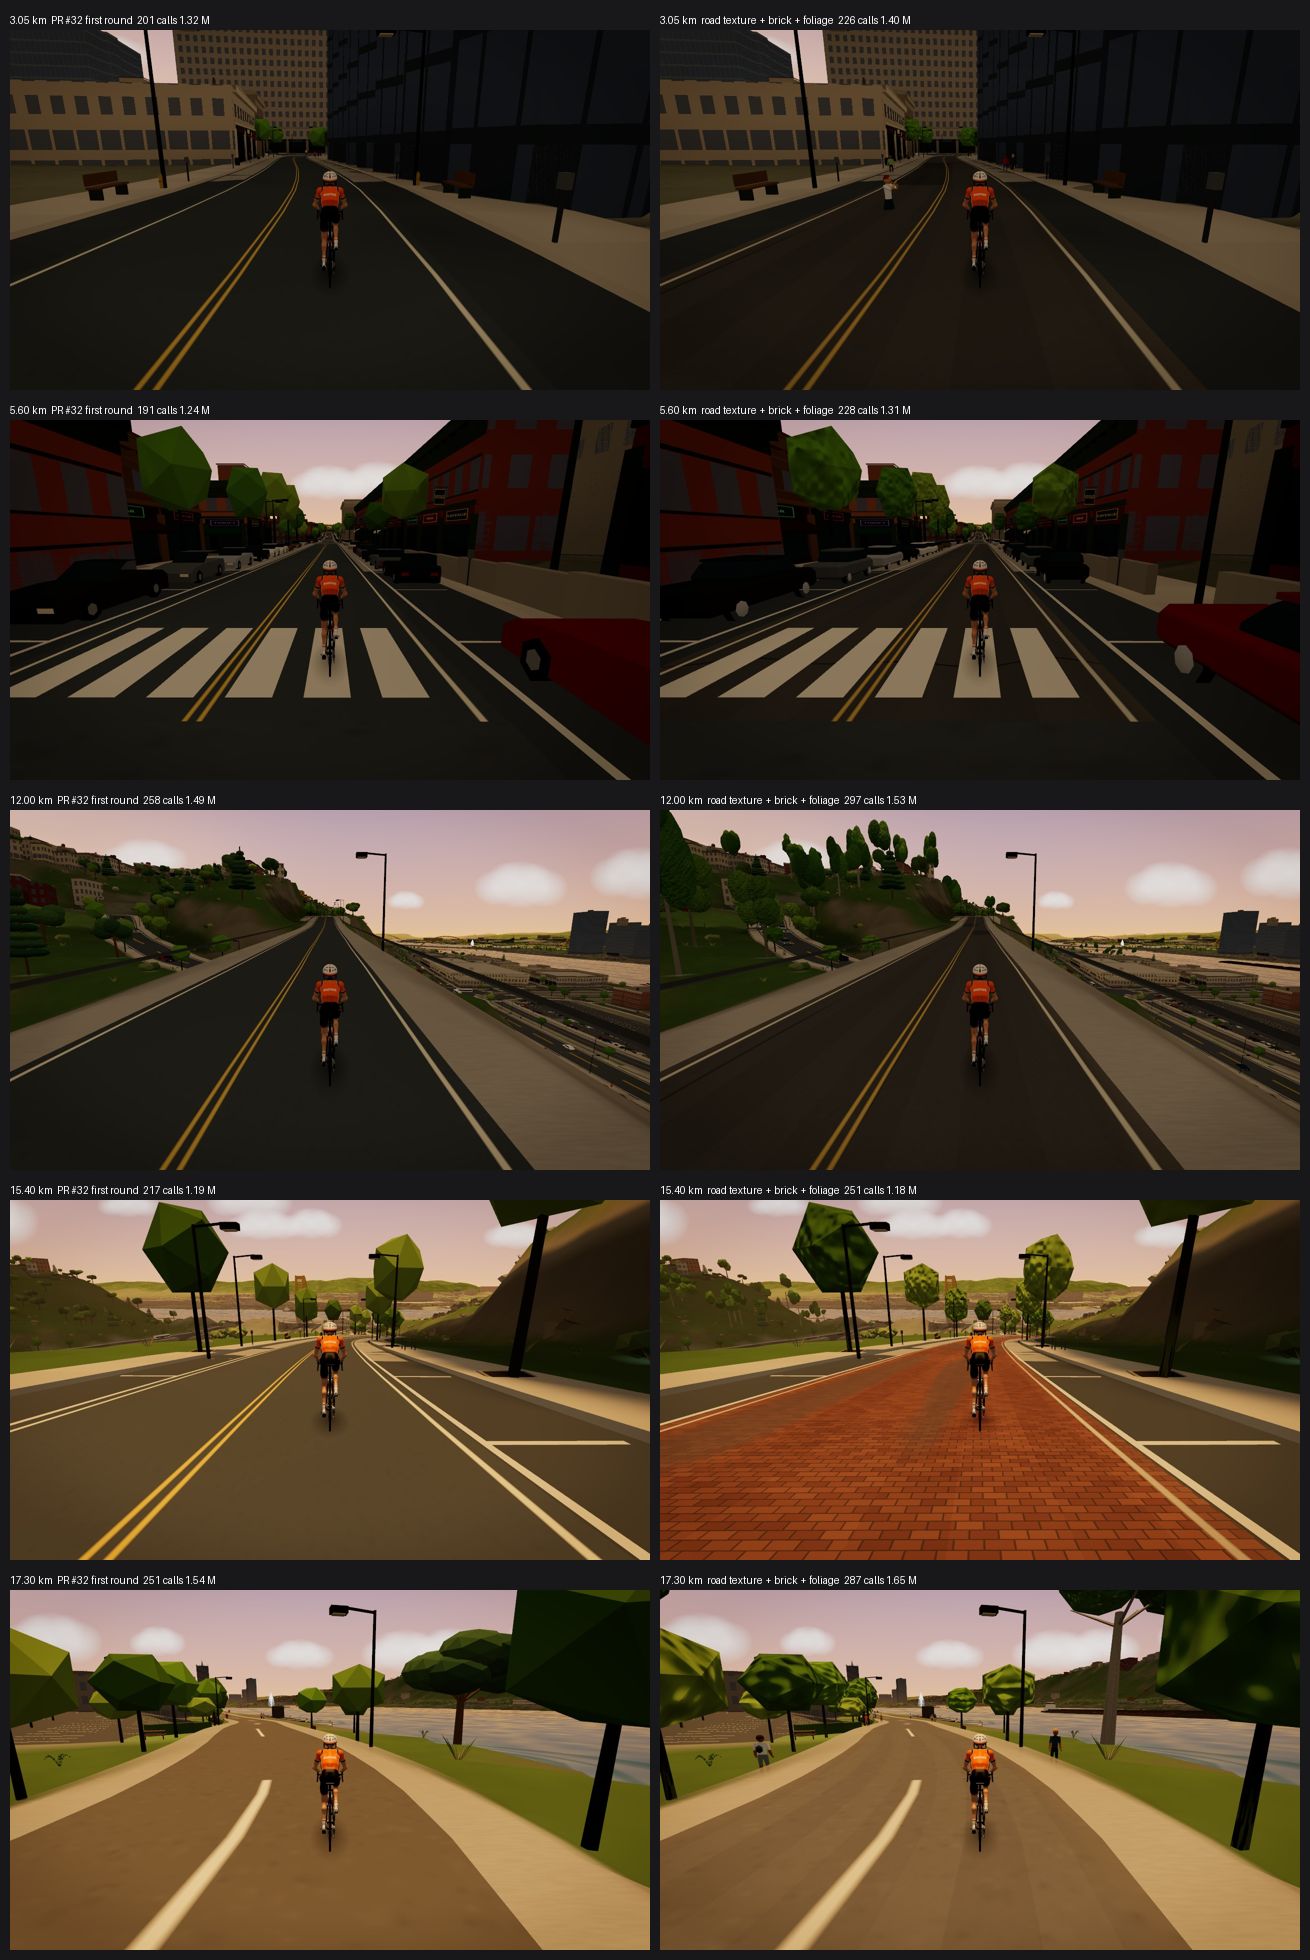 3.05 km PR #32 first round 201 calls 1.32 M
3.05 km road texture + brick + foliage 226 calls 1.40 M
5.60 km PR #32 first round 191 calls 1.24 M
5.60 km road texture + brick + foliage 228 calls 1.31 M
12.00 km PR #32 first round 258 calls 1.49 M
12.00 km road texture + brick + foliage 297 calls 1.53 M
15.40 km PR #32 first round 217 calls 1.19 M
15.40 km road texture + brick + foliage 251 calls 1.18 M
17.30 km PR #32 first round 251 calls 1.54 M
17.30 km road texture + brick + foliage 287 calls 1.65 M